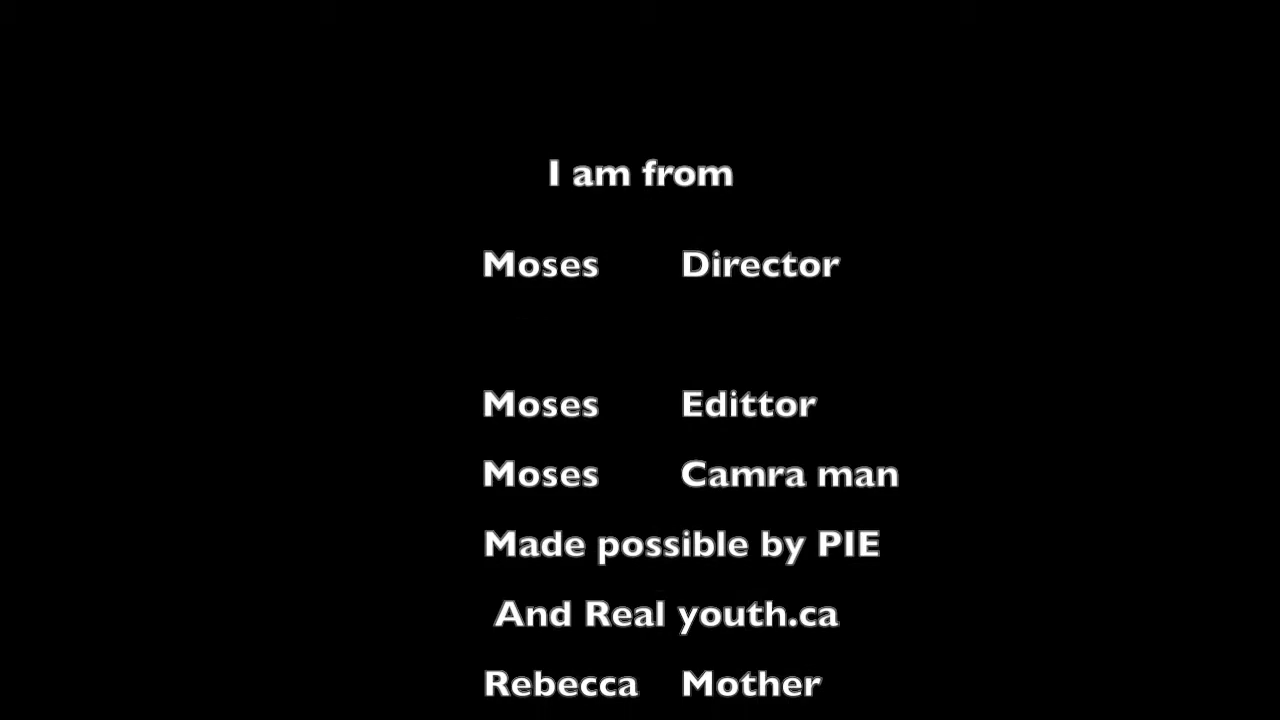 I am from
Moses Director
Moses Edittor
Moses Camra man
Made possible by PIE
And Real youth.ca
Rebecca Mother